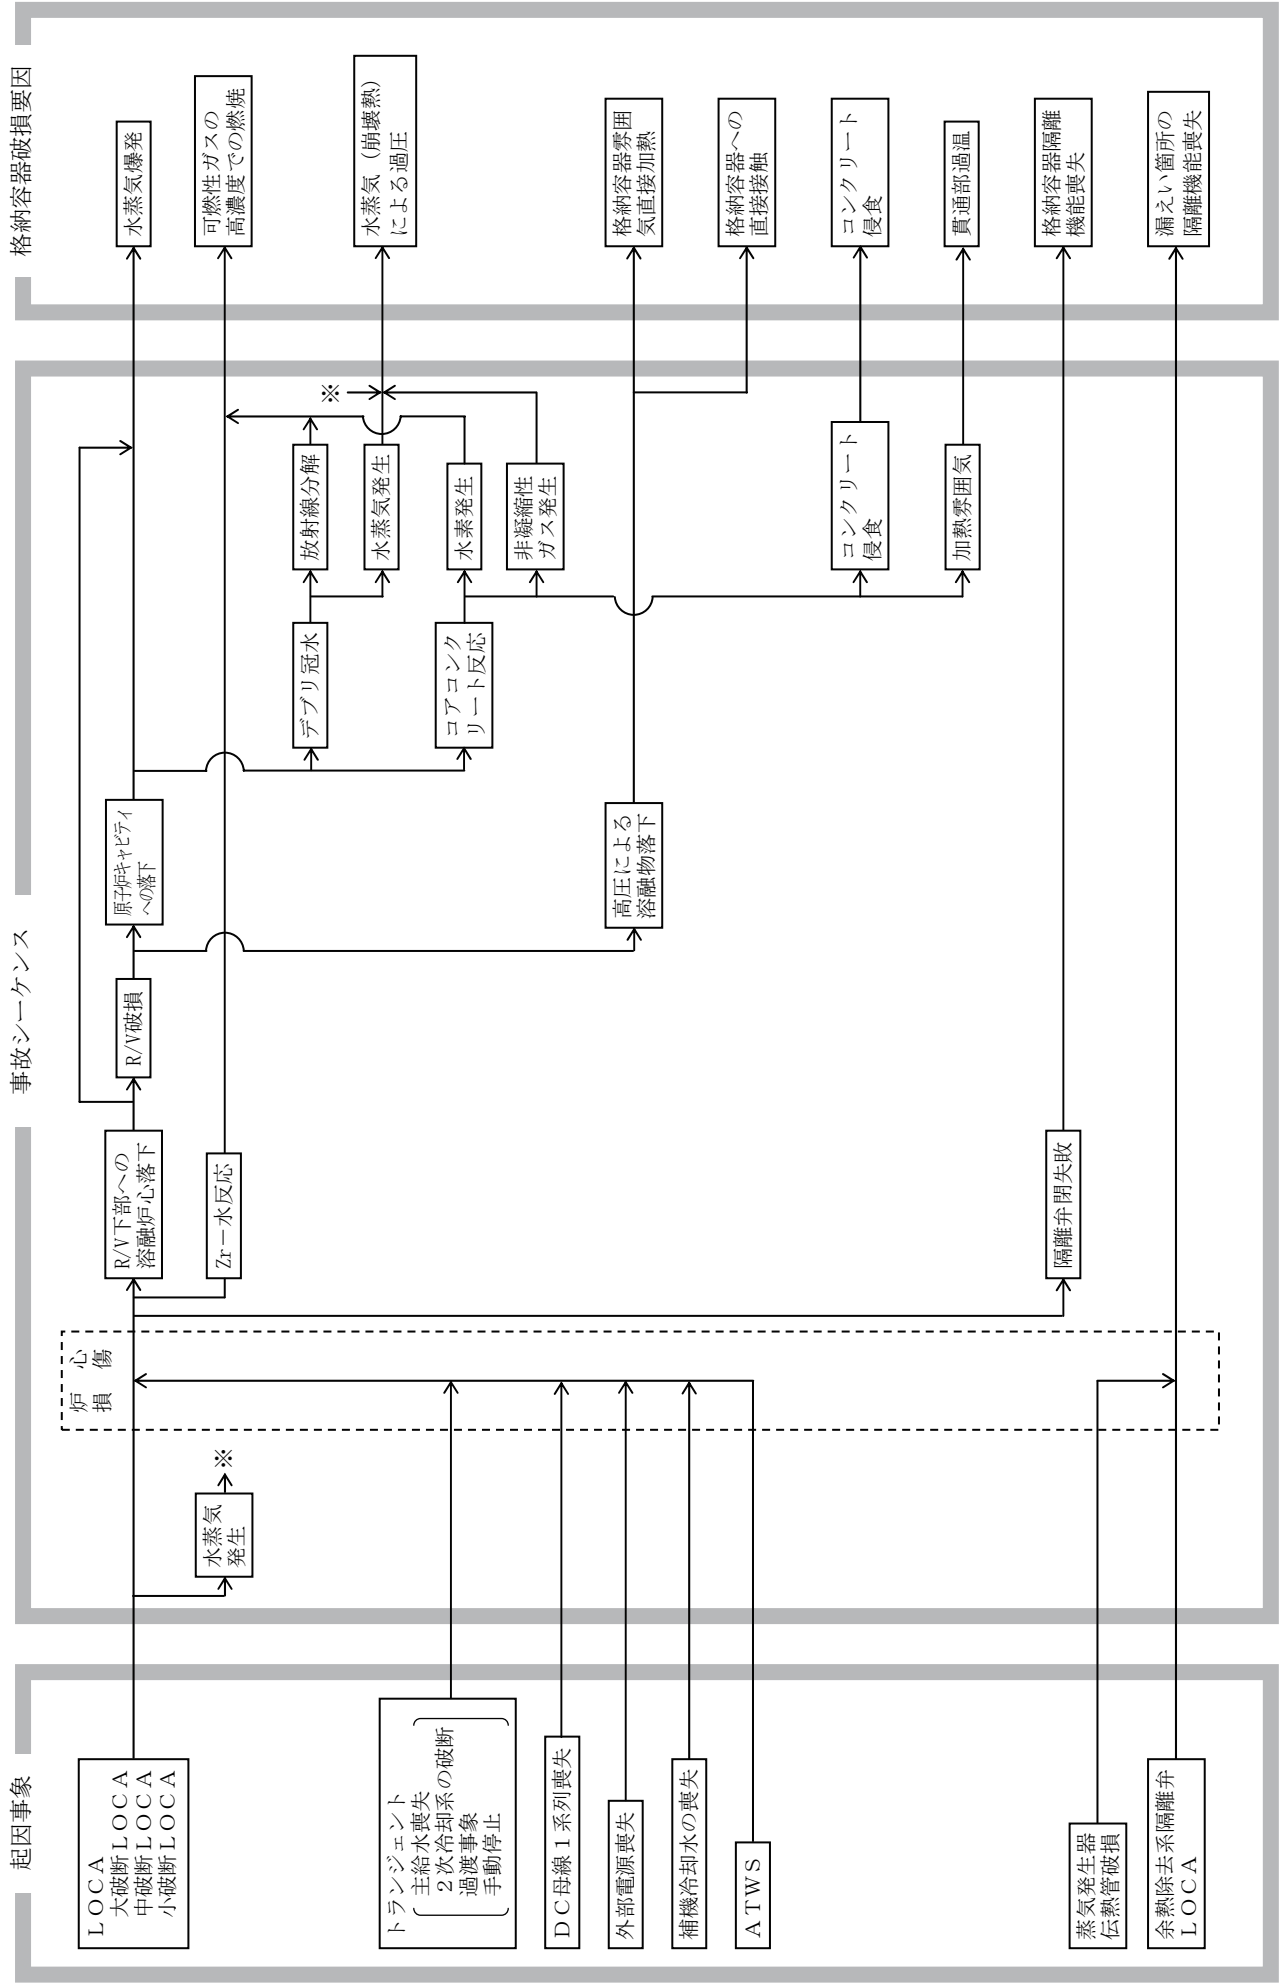 起因事象
事故シーケンス
格納容器破損要因
ＬＯＣＡ
大破断ＬＯＣＡ
中破断ＬＯＣＡ
小破断ＬＯＣＡ
トランジェント
主給水喪失
２次冷却系の破断
過渡事象
手動停止
ＤＣ母線１系列喪失
外部電源喪失
補機冷却水の喪失
ＡＴＷＳ
蒸気発生器
伝熱管破損
余熱除去系隔離弁
ＬＯＣＡ
水蒸気
発生
※
炉心
損傷
R/V下部への
溶融炉心落下
Zr－水反応
隔離弁閉失敗
R/V破損
原子炉キャビティ
への落下
高圧による
溶融物落下
デブリ冠水
コアコンク
リート反応
放射線分解
水蒸気発生
水素発生
非凝縮性
ガス発生
コンクリート
侵食
加熱雰囲気
※
水蒸気爆発
可燃性ガスの
高濃度での燃焼
水蒸気（崩壊熱）
による過圧
格納容器雰囲
気直接加熱
格納容器への
直接接触
コンクリート
侵食
貫通部過温
格納容器隔離
機能喪失
漏えい箇所の
隔離機能喪失